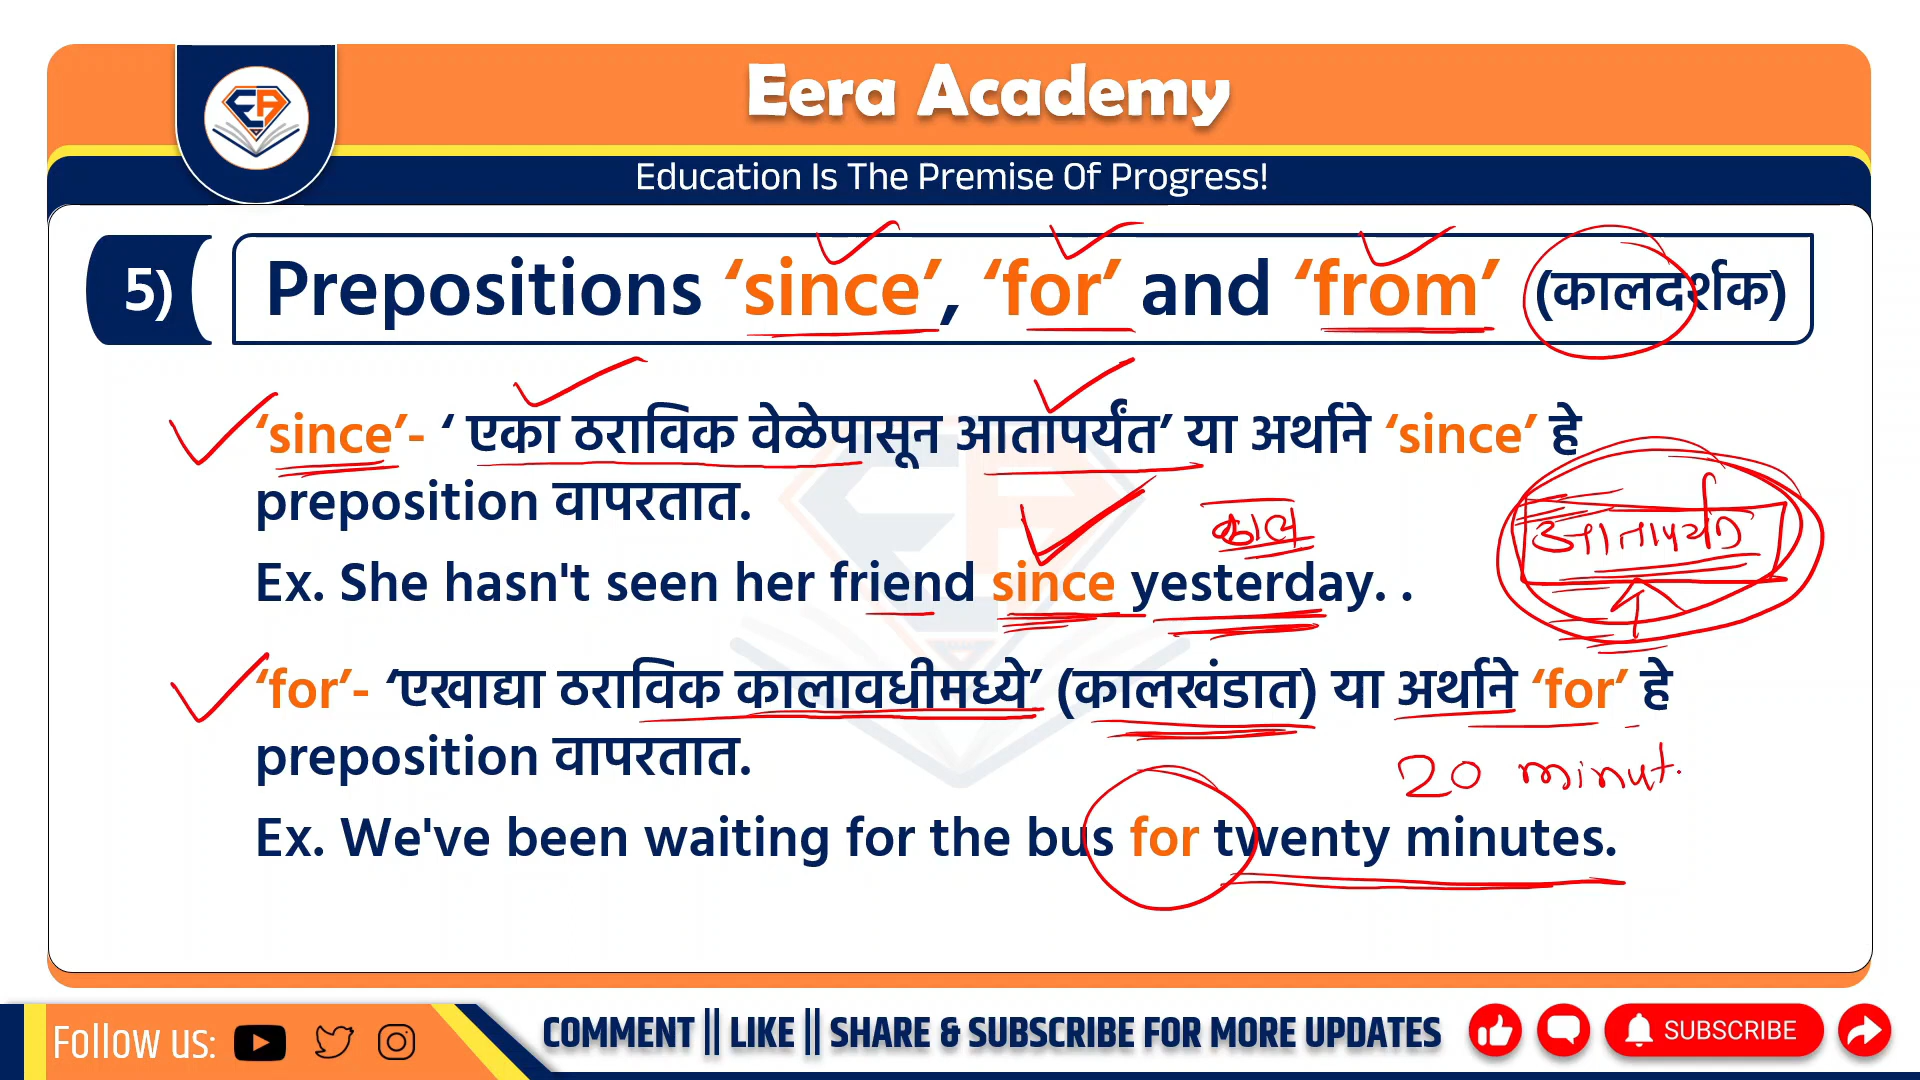 Eera Academy
Education Is The Premise Of Progress!
5) Prepositions ‘since’, ‘for’ and ‘from’ (कालदर्शक)
‘since’- ‘ एका ठराविक वेळेपासून आतापर्यंत’ या अर्थाने ‘since’ हे
preposition वापरतात.
काल
आतापर्यंत
Ex. She hasn't seen her friend since yesterday. .
‘for’- ‘एखाद्या ठराविक कालावधीमध्ये’ (कालखंडात) या अर्थाने ‘for’ हे
preposition वापरतात.
20 minut.
Ex. We've been waiting for the bus for twenty minutes.
Follow us:
COMMENT || LIKE || SHARE & SUBSCRIBE FOR MORE UPDATES
SUBSCRIBE